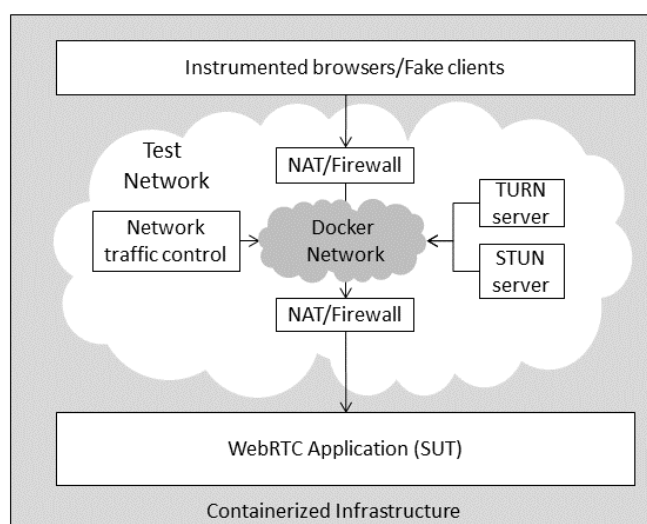 Instrumented browsers/Fake clients
Test
Network
NAT/Firewall
TURN
server
Network
traffic control
Docker
Network
STUN
server
NAT/Firewall
WebRTC Application (SUT)
Containerized Infrastructure